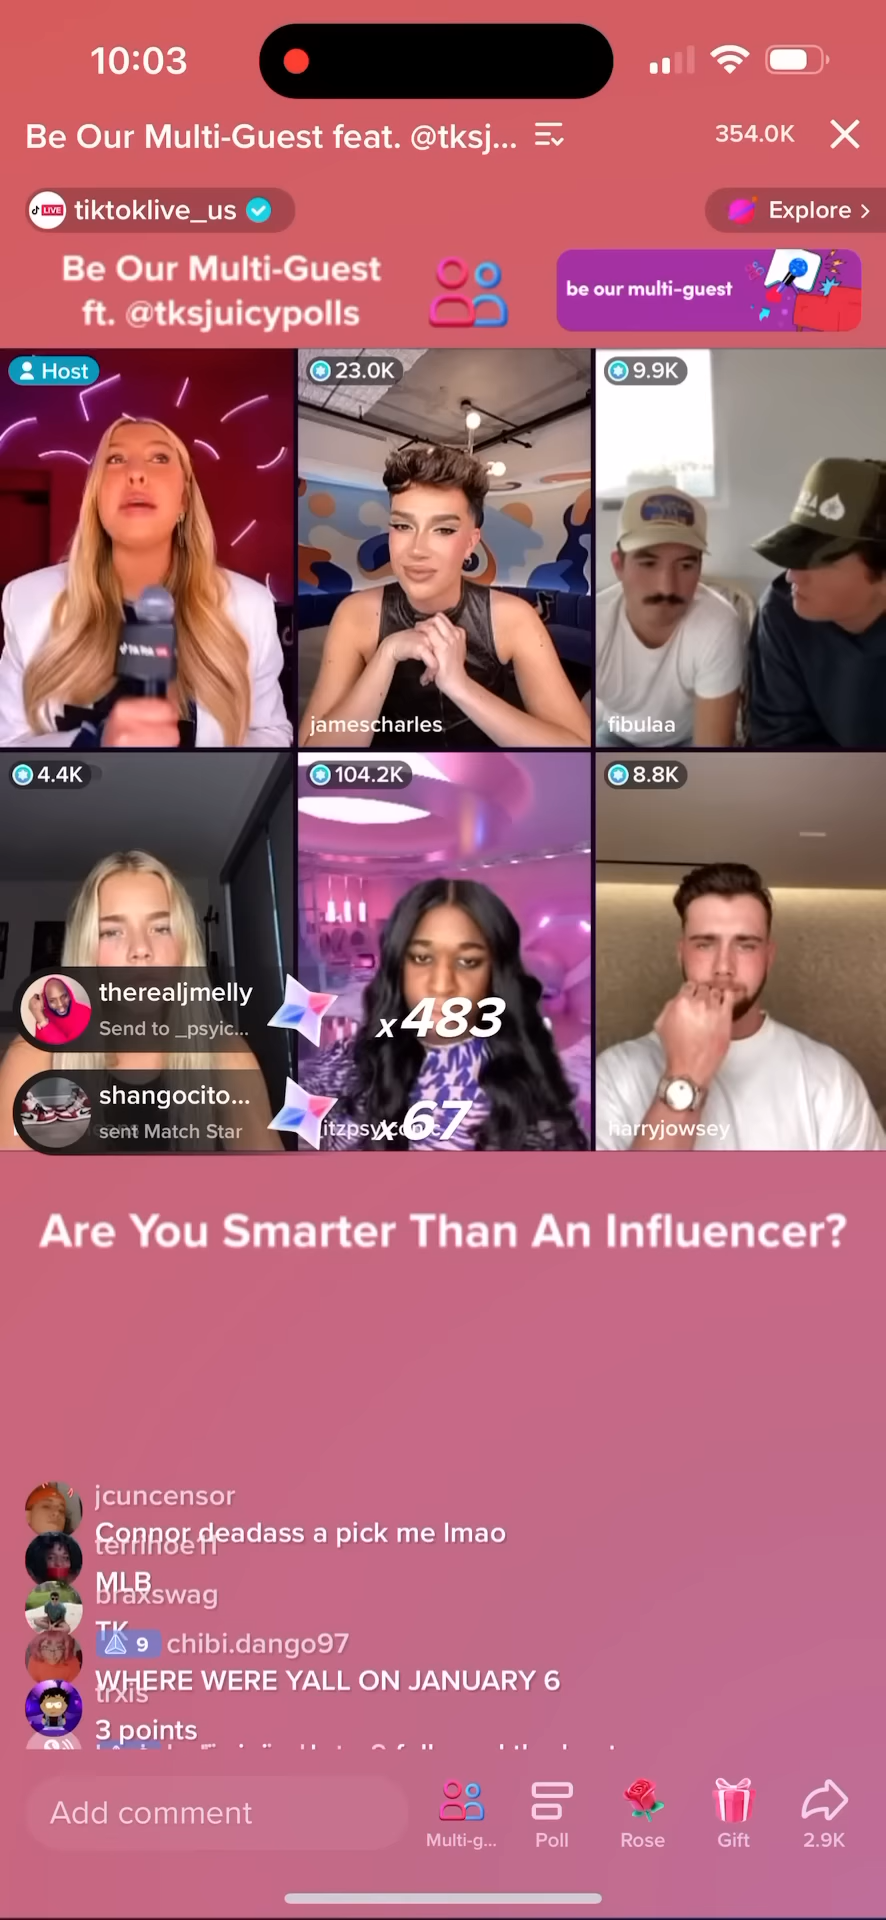 10:03
Be Our Multi-Guest feat. @tksj...
354.0K
tiktoklive_us
Explore >
Be Our Multi-Guest
ft. @tksjuicypolls
be our multi-guest
Host
23.0K
9.9K
jamescharles
fibulaa
4.4K
104.2K
8.8K
therealjmelly
Send to _psyic...
x483
shangocito...
sent Match Star
x67
harryjowsey
Are You Smarter Than An Influencer?
jcuncensor
Connor deadass a pick me lmao
terrinoe11
MLB
braxswag
TK
9 chibi.dango97
WHERE WERE YALL ON JANUARY 6
trxis
3 points
Add comment
Multi-g...
Poll
Rose
Gift
2.9K